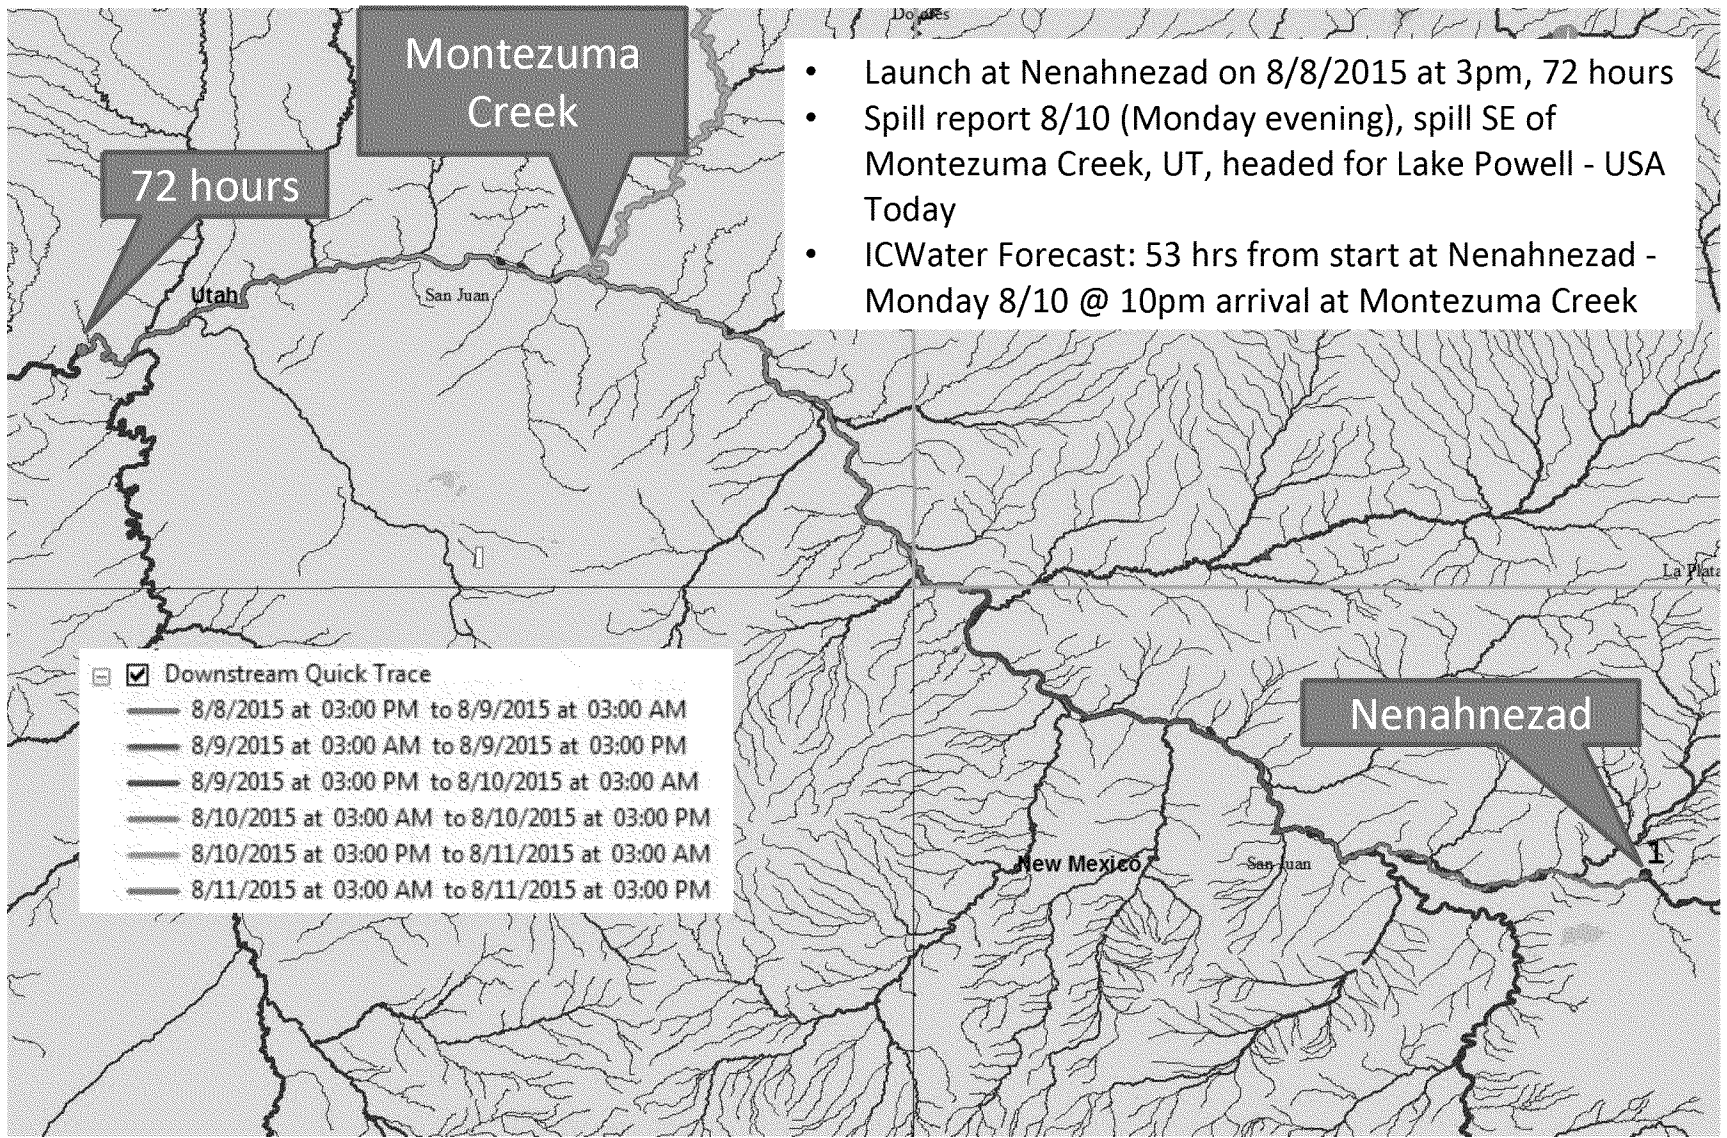 Dolores
Montezuma
Creek
• Launch at Nenahnezad on 8/8/2015 at 3pm, 72 hours
• Spill report 8/10 (Monday evening), spill SE of
Montezuma Creek, UT, headed for Lake Powell - USA
Today
• ICWater Forecast: 53 hrs from start at Nenahnezad -
Monday 8/10 @ 10pm arrival at Montezuma Creek
72 hours
Utah
San Juan
La Plata
Downstream Quick Trace
8/8/2015 at 03:00 PM to 8/9/2015 at 03:00 AM
8/9/2015 at 03:00 AM to 8/9/2015 at 03:00 PM
8/9/2015 at 03:00 PM to 8/10/2015 at 03:00 AM
8/10/2015 at 03:00 AM to 8/10/2015 at 03:00 PM
8/10/2015 at 03:00 PM to 8/11/2015 at 03:00 AM
8/11/2015 at 03:00 AM to 8/11/2015 at 03:00 PM
Nenahnezad
1
New Mexico
San Juan